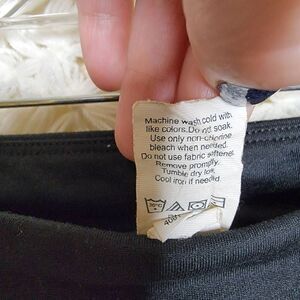 Machine wash cold with
like colors. Do not soak.
Use only non-chlorine
bleach when needed.
Do not use fabric softener.
Remove promptly.
Tumble dry low.
Cool iron if needed.
30°C